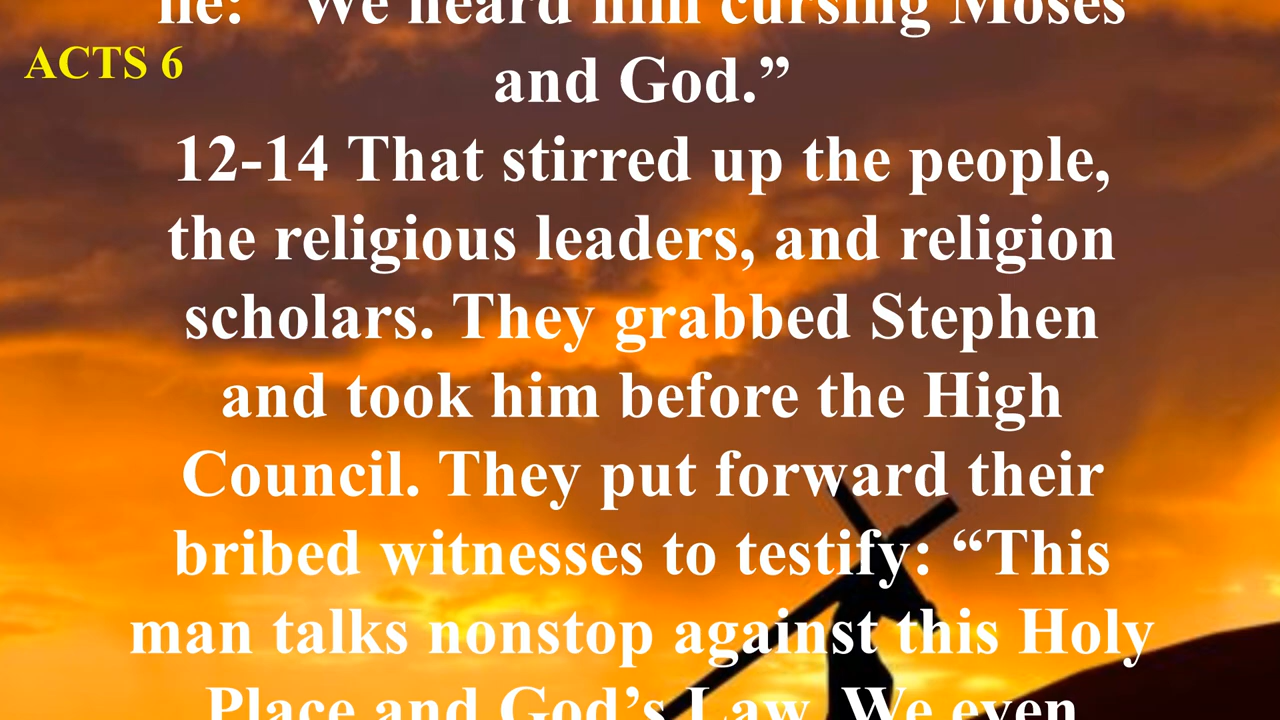 lie: “We heard him cursing Moses
ACTS 6
and God.”
12-14 That stirred up the people,
the religious leaders, and religion
scholars. They grabbed Stephen
and took him before the High
Council. They put forward their
bribed witnesses to testify: “This
man talks nonstop against this Holy
Place and God’s Law. We even